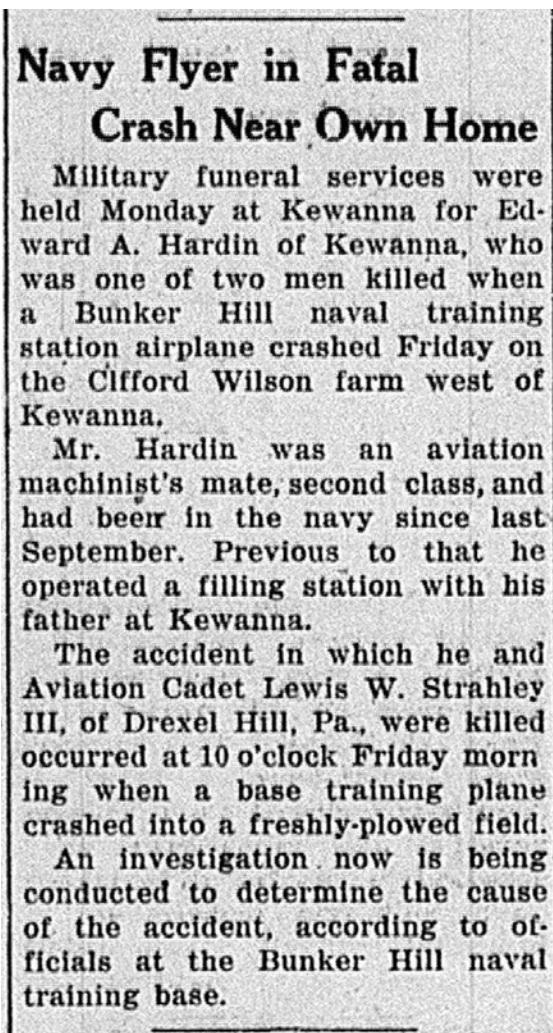 Navy Flyer in Fatal
Crash Near Own Home
Military funeral services were
held Monday at Kewanna for Ed-
ward A. Hardin of Kewanna, who
was one of two men killed when
a Bunker Hill naval training
station airplane crashed Friday on
the Clfford Wilson farm west of
Kewanna.
Mr. Hardin was an aviation
machinist's mate, second class, and
had been in the navy since last
September. Previous to that he
operated a filling station with his
father at Kewanna.
The accident in which he and
Aviation Cadet Lewis W. Strahley
III, of Drexel Hill, Pa., were killed
occurred at 10 o'clock Friday morn
ing when a base training plane
crashed into a freshly-plowed field.
An investigation now is being
conducted to determine the cause
of the accident, according to of-
ficials at the Bunker Hill naval
training base.